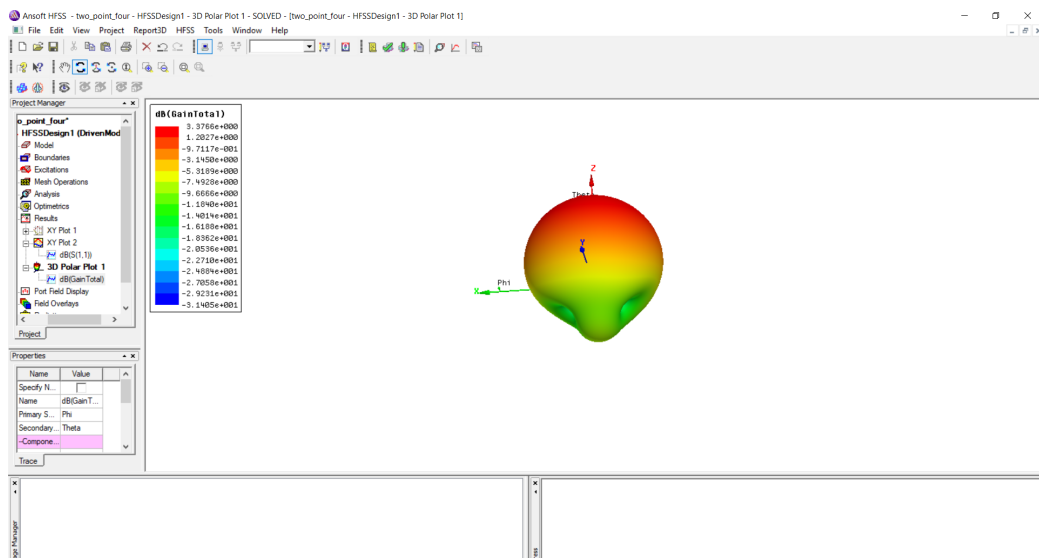 Ansoft HFSS - two_point_four - HFSSDesign1 - 3D Polar Plot 1 - SOLVED - [two_point_four - HFSSDesign1 - 3D Polar Plot 1]
File Edit View Project Report3D HFSS Tools Window Help
Project Manager
o_point_four*
HFSSDesign1 (DrivenMod
Model
Boundaries
Excitations
Mesh Operations
Analysis
Optimetrics
Results
XY Plot 1
XY Plot 2
dB(S(1,1))
3D Polar Plot 1
dB(GainTotal)
Port Field Display
Field Overlays
Project
Properties
Name Value
Specify N...
Name dB(GainT...
Primary S... Phi
Secondary... Theta
-Compone...
Trace
dB(GainTotal)
3.3766e+000
1.2027e+000
-9.7117e-001
-3.1450e+000
-5.3189e+000
-7.4928e+000
-9.6666e+000
-1.1840e+001
-1.4014e+001
-1.6188e+001
-1.8362e+001
-2.0536e+001
-2.2710e+001
-2.4884e+001
-2.7058e+001
-2.9231e+001
-3.1405e+001
Z
Thet
Y
Phi
X